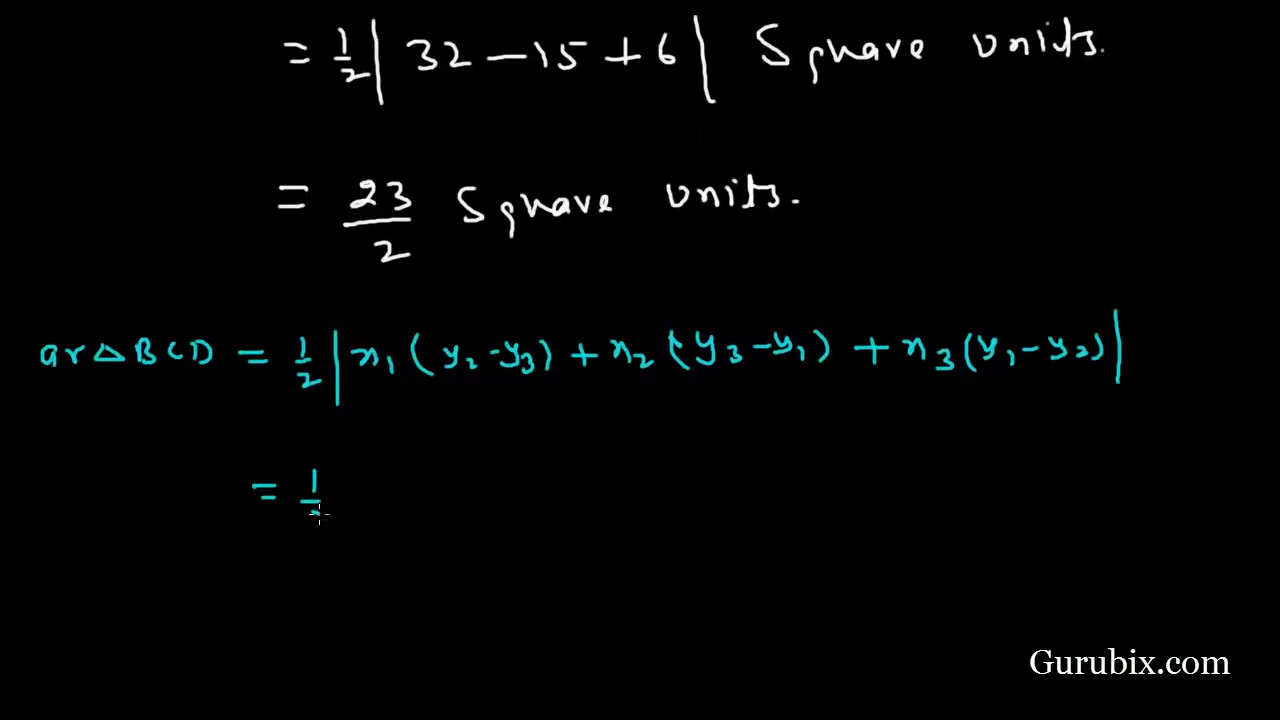 = 1/2 | 32 - 15 + 6 | Square units.
= 23/2 Square units.
ar△BCD = 1/2 | x₁ (y₂ - y₃) + x₂ (y₃ - y₁) + x₃ (y₁ - y₂) |
= 1/2
Gurubix.com